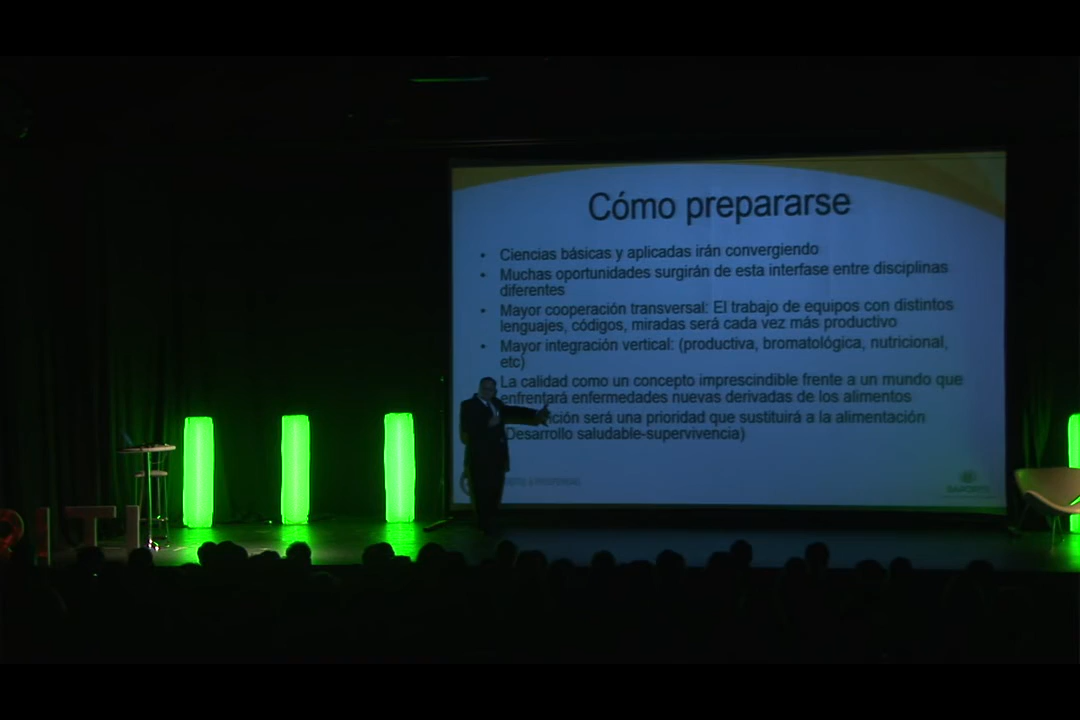 Cómo prepararse
• Ciencias básicas y aplicadas irán convergiendo
• Muchas oportunidades surgirán de esta interfase entre disciplinas
diferentes
• Mayor cooperación transversal: El trabajo de equipos con distintos
lenguajes, códigos, miradas será cada vez más productivo
• Mayor integración vertical: (productiva, bromatológica, nutricional,
etc)
La calidad como un concepto imprescindible frente a un mundo que
enfrentará enfermedades nuevas derivadas de los alimentos
será una prioridad que sustituirá a la alimentación
(Desarrollo saludable-supervivencia)